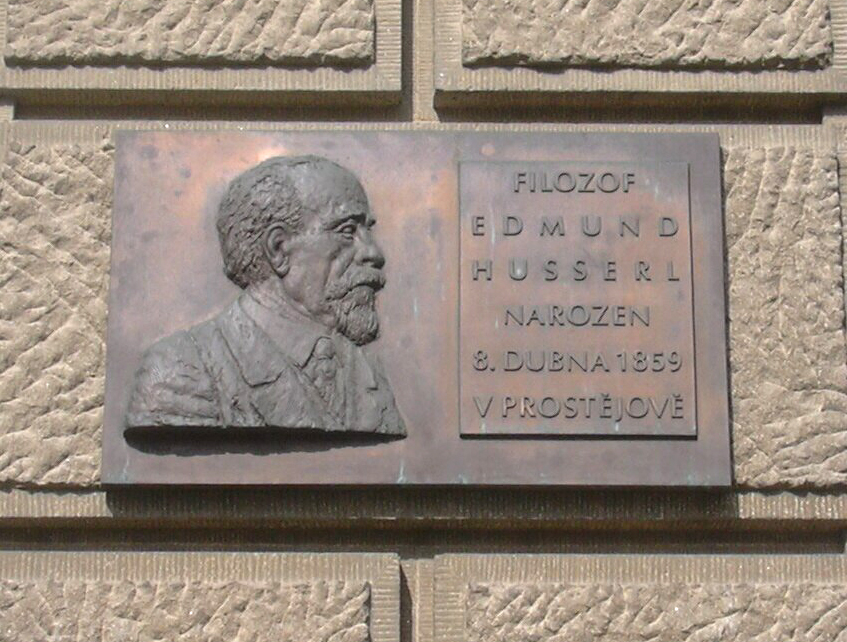 FILOZOF
EDMUND
HUSSERL
NAROZEN
8. DUBNA 1859
V PROSTĚJOVĚ